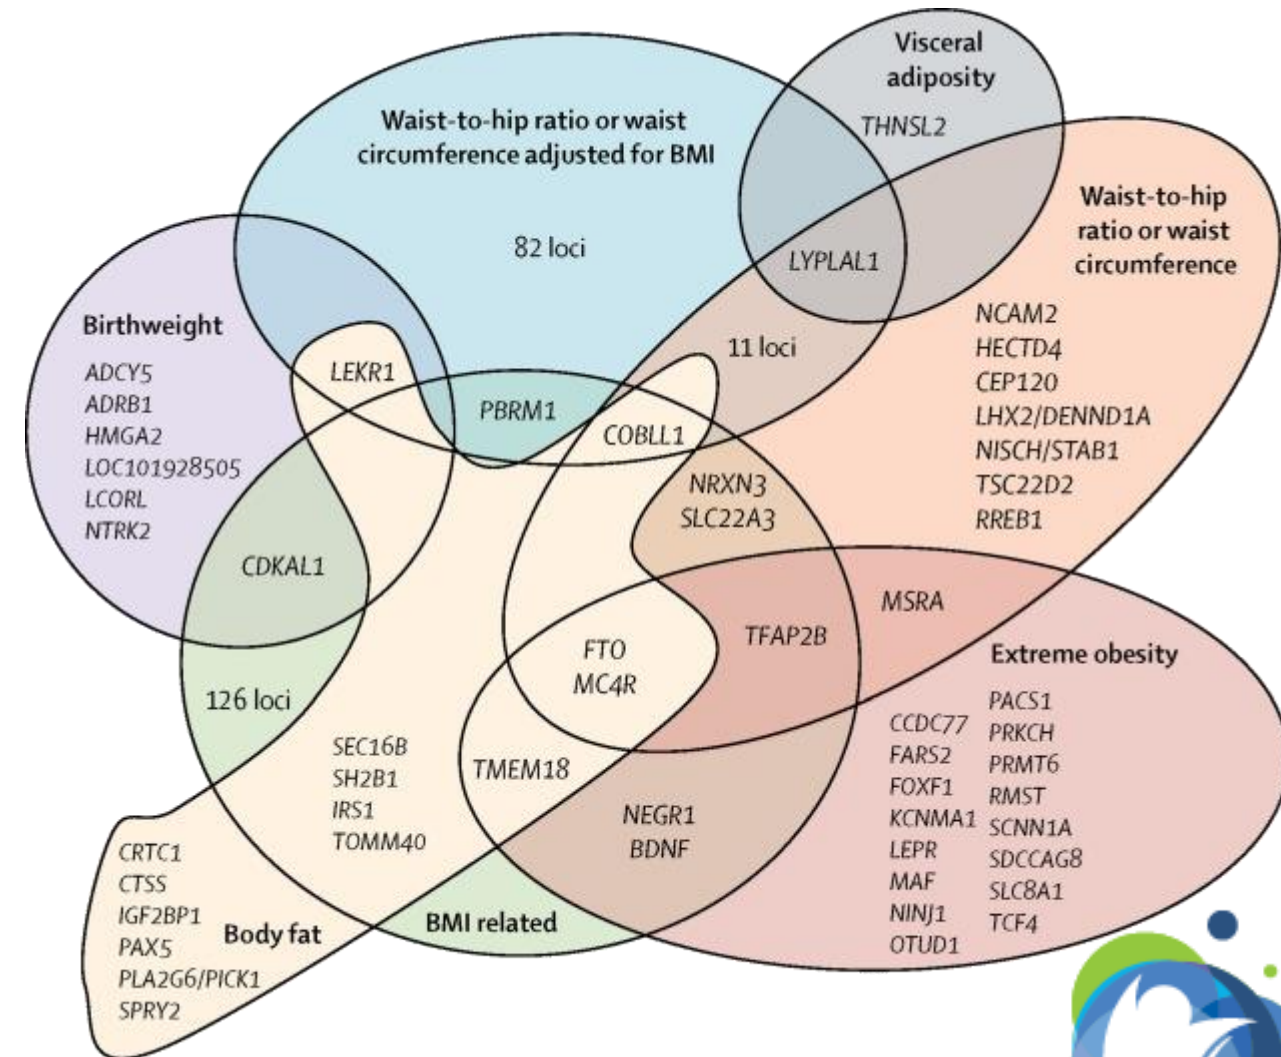 Visceral
adiposity
THNSL2
Waist-to-hip ratio or waist
circumference adjusted for BMI
82 loci
LYPLAL1
11 loci
Waist-to-hip
ratio or waist
circumference
NCAM2
HECTD4
CEP120
LHX2/DENND1A
NISCH/STAB1
TSC22D2
RREB1
Birthweight
ADCY5
ADRB1
HMGA2
LOC101928505
LCORL
NTRK2
LEKR1
PBRM1
COBLL1
NRXN3
SLC22A3
CDKAL1
MSRA
TFAP2B
FTO
MC4R
126 loci
SEC16B
SH2B1
IRS1
TOMM40
TMEM18
NEGR1
BDNF
Extreme obesity
CCDC77
FARS2
FOXF1
KCNMA1
LEPR
MAF
NINJ1
OTUD1
PACS1
PRKCH
PRMT6
RMST
SCNN1A
SDCCAG8
SLC8A1
TCF4
CRTC1
CTSS
IGF2BP1
PAX5
PLA2G6/PICK1
SPRY2
Body fat
BMI related